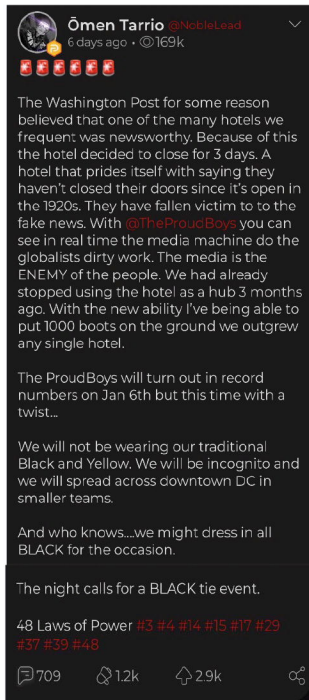 Ōmen Tarrio @NobleLead
6 days ago • 169k
The Washington Post for some reason
believed that one of the many hotels we
frequent was newsworthy. Because of this
the hotel decided to close for 3 days. A
hotel that prides itself with saying they
haven't closed their doors since it's open in
the 1920s. They have fallen victim to to the
fake news. With @TheProudBoys you can
see in real time the media machine do the
globalists dirty work. The media is the
ENEMY of the people. We had already
stopped using the hotel as a hub 3 months
ago. With the new ability I've being able to
put 1000 boots on the ground we outgrew
any single hotel.
The ProudBoys will turn out in record
numbers on Jan 6th but this time with a
twist...
We will not be wearing our traditional
Black and Yellow. We will be incognito and
we will spread across downtown DC in
smaller teams.
And who knows....we might dress in all
BLACK for the occasion.
The night calls for a BLACK tie event.
48 Laws of Power #3 #4 #14 #15 #17 #29
#37 #39 #48
709 1.2k 2.9k